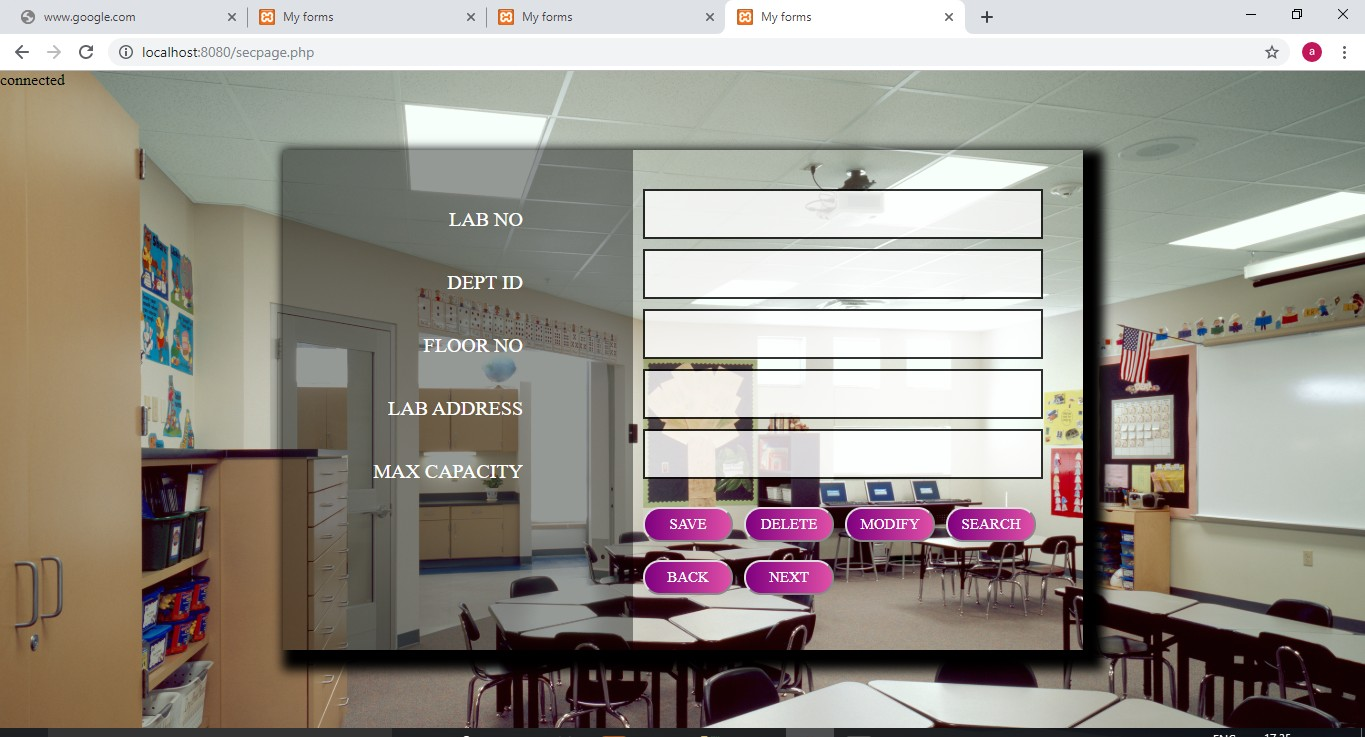 www.google.com
My forms
My forms
My forms
localhost:8080/secpage.php
a
connected
LAB NO
DEPT ID
FLOOR NO
LAB ADDRESS
MAX CAPACITY
SAVE DELETE MODIFY SEARCH
BACK NEXT